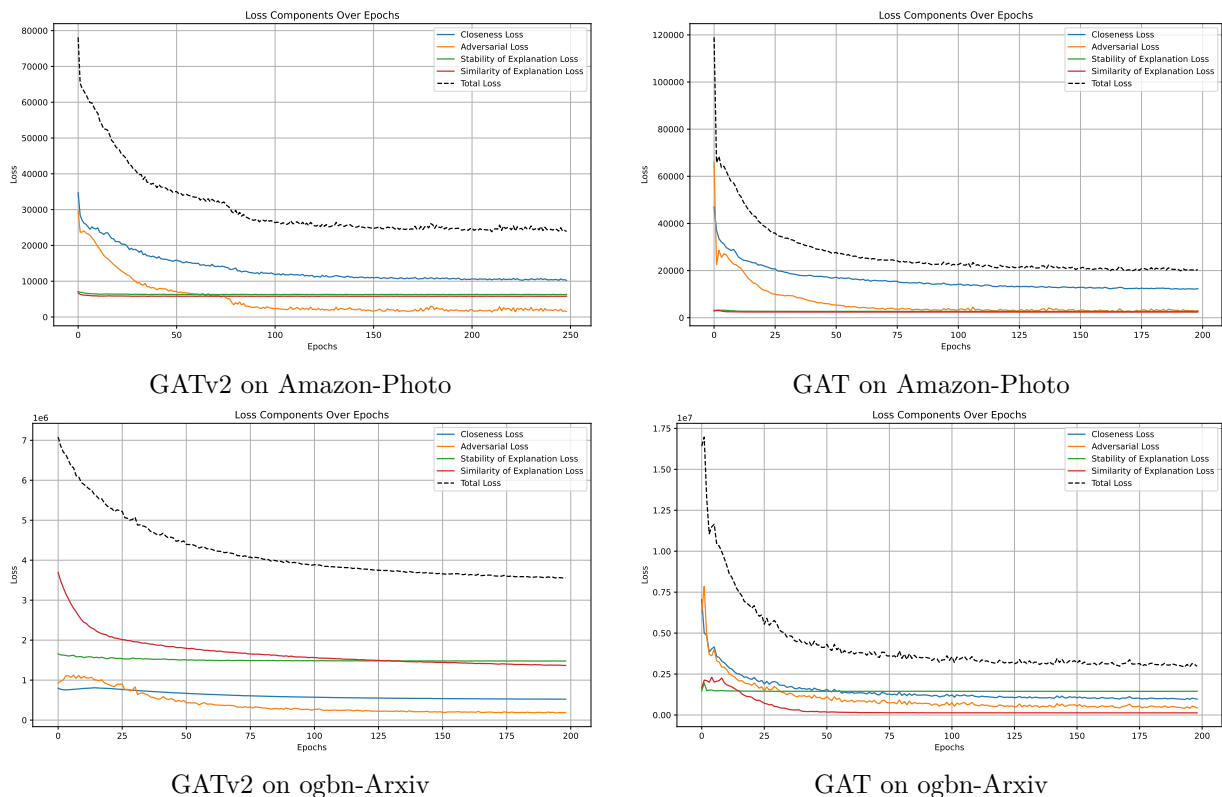 Loss Components Over Epochs
80000
70000
60000
50000
40000
30000
20000
10000
0
Loss
0 50 100 150 200 250
Epochs
Closeness Loss
Adversarial Loss
Stability of Explanation Loss
Similarity of Explanation Loss
Total Loss
GATv2 on Amazon-Photo
Loss Components Over Epochs
120000
100000
80000
60000
40000
20000
0
Loss
0 25 50 75 100 125 150 175 200
Epochs
Closeness Loss
Adversarial Loss
Stability of Explanation Loss
Similarity of Explanation Loss
Total Loss
GAT on Amazon-Photo
Loss Components Over Epochs
1e6
7
6
5
4
3
2
1
0
Loss
0 25 50 75 100 125 150 175 200
Epochs
Closeness Loss
Adversarial Loss
Stability of Explanation Loss
Similarity of Explanation Loss
Total Loss
GATv2 on ogbn-Arxiv
Loss Components Over Epochs
1e7
1.75
1.50
1.25
1.00
0.75
0.50
0.25
0.00
Loss
0 25 50 75 100 125 150 175 200
Epochs
Closeness Loss
Adversarial Loss
Stability of Explanation Loss
Similarity of Explanation Loss
Total Loss
GAT on ogbn-Arxiv